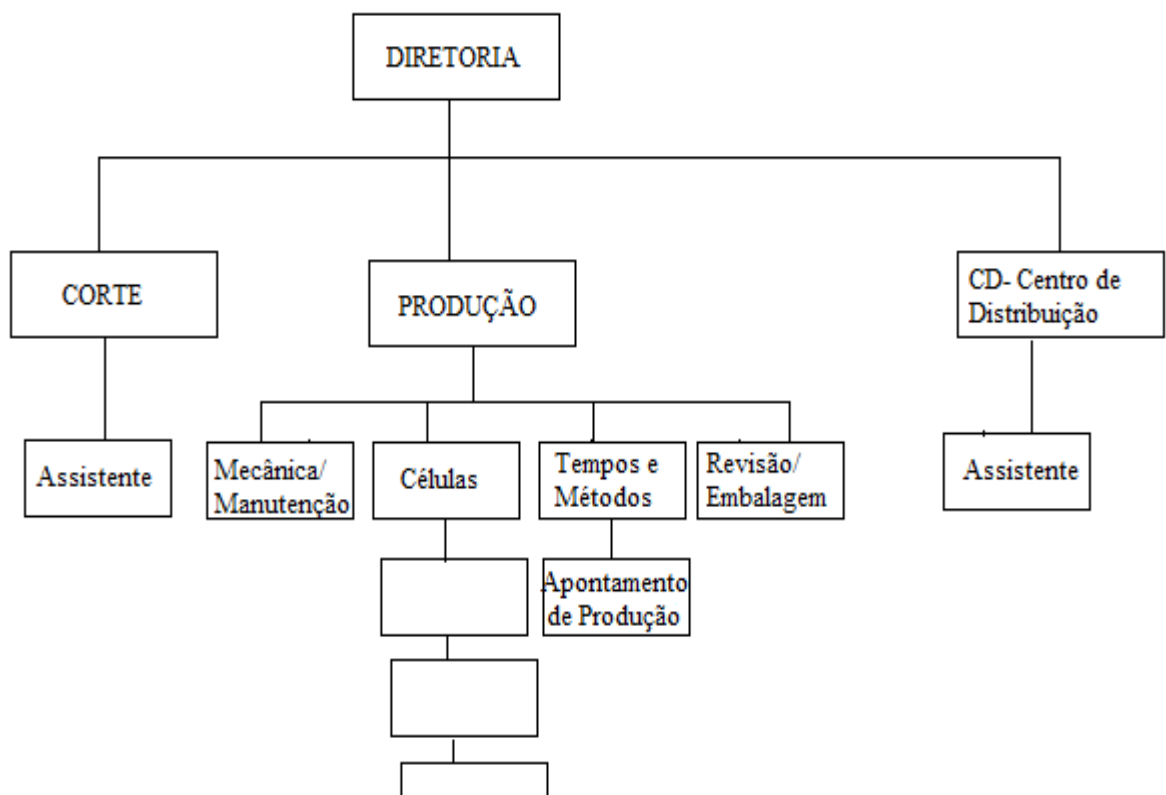 DIRETORIA
CORTE
PRODUÇÃO
CD- Centro de
Distribuição
Assistente
Mecânica/
Manutenção
Células
Tempos e
Métodos
Revisão/
Embalagem
Assistente
Apontamento
de Produção